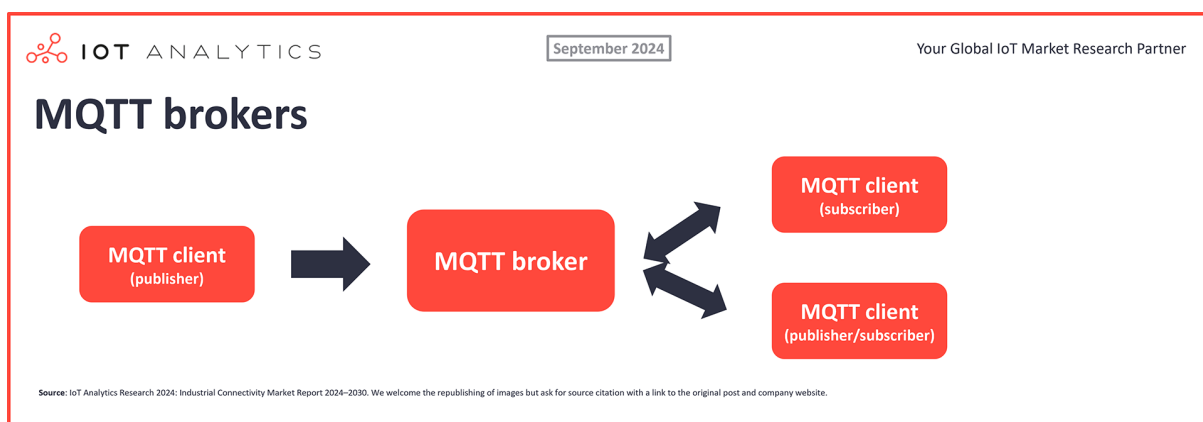 IOT ANALYTICS
September 2024
Your Global IoT Market Research Partner
MQTT brokers
MQTT client
(publisher)
MQTT broker
MQTT client
(subscriber)
MQTT client
(publisher/subscriber)
Source: IoT Analytics Research 2024: Industrial Connectivity Market Report 2024–2030. We welcome the republishing of images but ask for source citation with a link to the original post and company website.